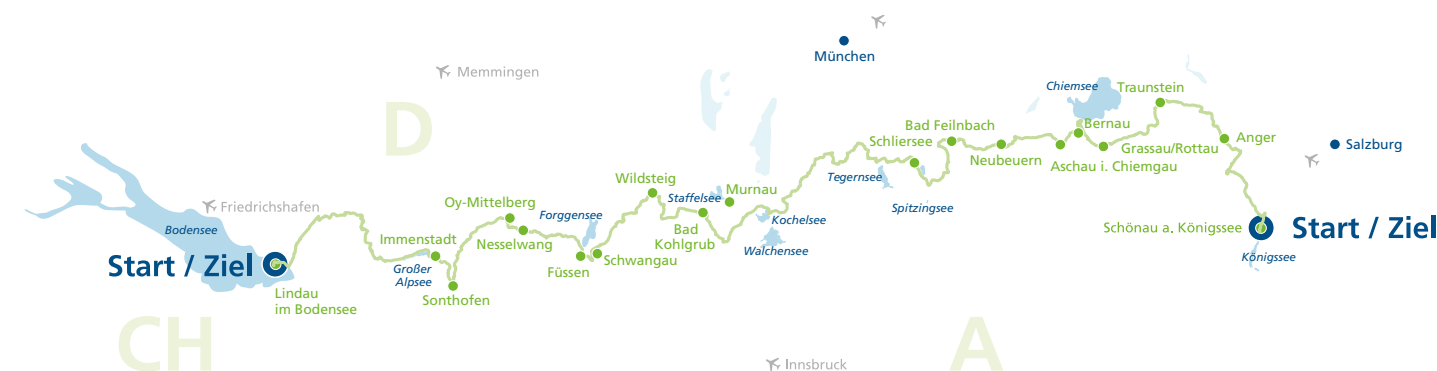 München
Memmingen
D
Chiemsee
Traunstein
Bad Feilnbach
Bernau
Schliersee
Anger
Salzburg
Neubeuern
Grassau/Rottau
Aschau i. Chiemgau
Tegernsee
Wildsteig
Staffelsee
Murnau
Spitzingsee
Friedrichshafen
Oy-Mittelberg
Forggensee
Kochelsee
Bodensee
Immenstadt
Nesselwang
Bad
Kohlgrub
Walchensee
Schönau a. Königssee
Start / Ziel
Königssee
Start / Ziel
Großer
Alpsee
Füssen
Schwangau
Sonthofen
Lindau
im Bodensee
CH
A
Innsbruck